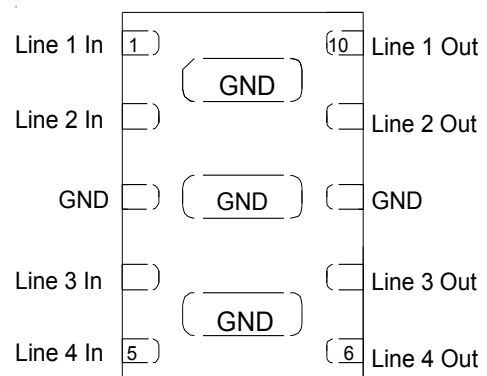 Line 1 In 1 10 Line 1 Out
GND
Line 2 In Line 2 Out
GND GND GND
Line 3 In Line 3 Out
GND
Line 4 In 5 6 Line 4 Out